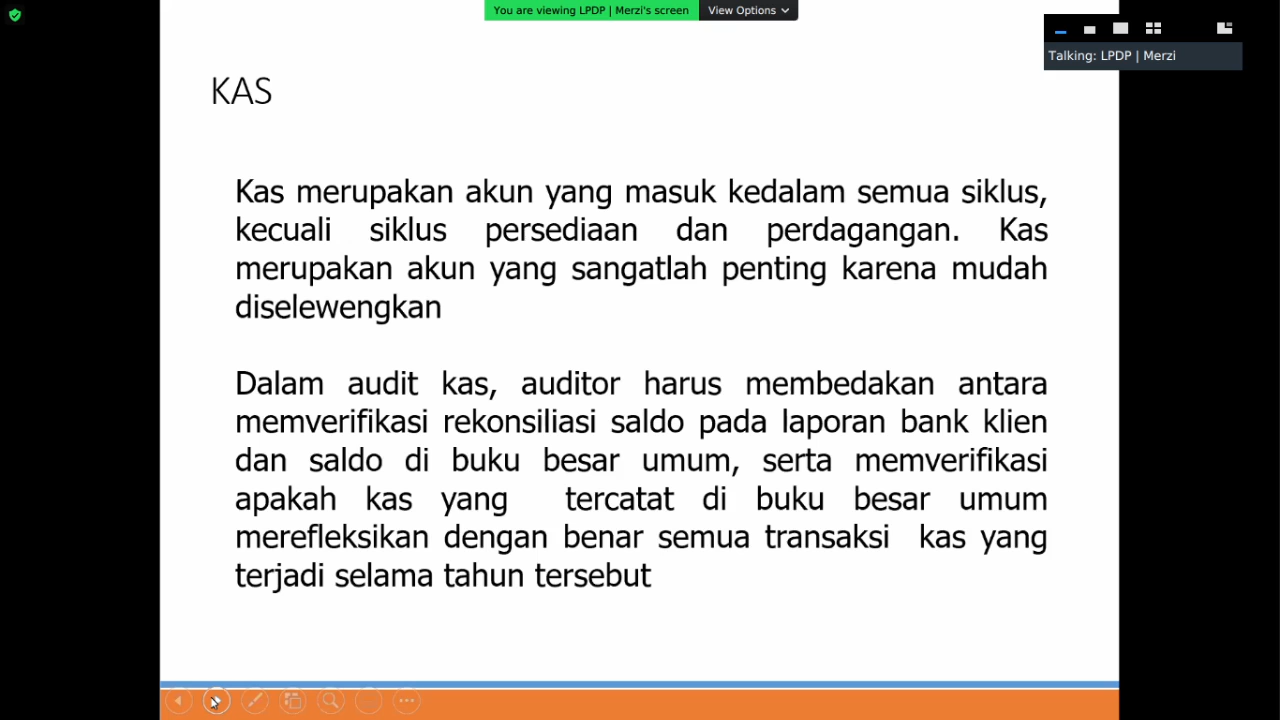 You are viewing LPDP | Merzi's screen
View Options
Talking: LPDP | Merzi
KAS
Kas merupakan akun yang masuk kedalam semua siklus,
kecuali siklus persediaan dan perdagangan. Kas
merupakan akun yang sangatlah penting karena mudah
diselewengkan
Dalam audit kas, auditor harus membedakan antara
memverifikasi rekonsiliasi saldo pada laporan bank klien
dan saldo di buku besar umum, serta memverifikasi
apakah kas yang tercatat di buku besar umum
merefleksikan dengan benar semua transaksi kas yang
terjadi selama tahun tersebut